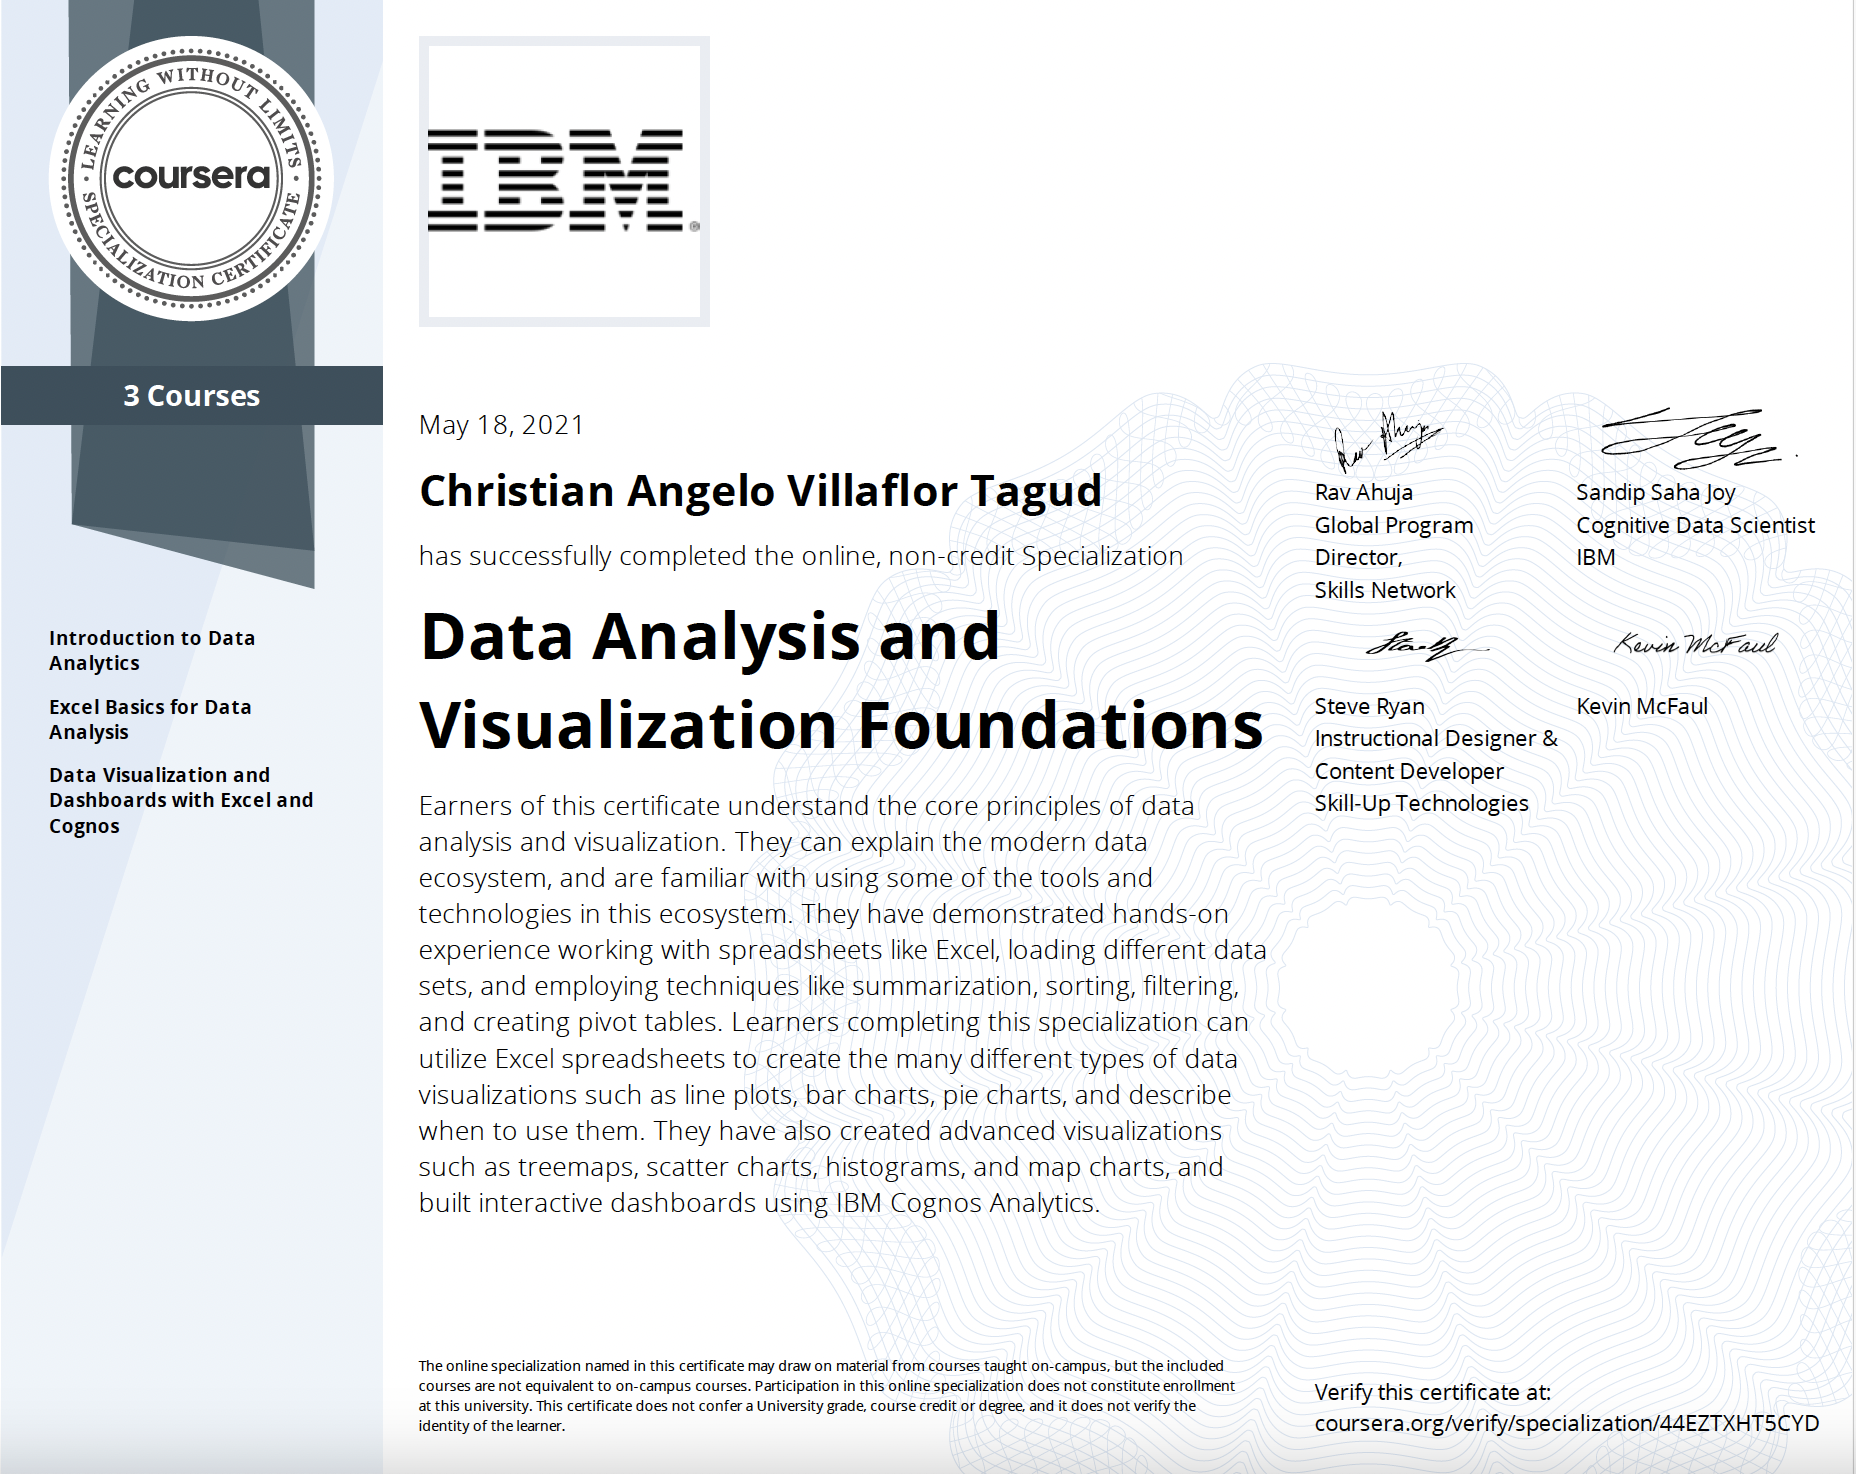 LEARNING WITHOUT LIMITS
coursera
SPECIALIZATION CERTIFICATE
3 Courses
Introduction to Data
Analytics
Excel Basics for Data
Analysis
Data Visualization and
Dashboards with Excel and
Cognos
IBM
May 18, 2021
Christian Angelo Villaflor Tagud
has successfully completed the online, non-credit Specialization
Data Analysis and
Visualization Foundations
Earners of this certificate understand the core principles of data
analysis and visualization. They can explain the modern data
ecosystem, and are familiar with using some of the tools and
technologies in this ecosystem. They have demonstrated hands-on
experience working with spreadsheets like Excel, loading different data
sets, and employing techniques like summarization, sorting, filtering,
and creating pivot tables. Learners completing this specialization can
utilize Excel spreadsheets to create the many different types of data
visualizations such as line plots, bar charts, pie charts, and describe
when to use them. They have also created advanced visualizations
such as treemaps, scatter charts, histograms, and map charts, and
built interactive dashboards using IBM Cognos Analytics.
Rav Ahuja
Rav Ahuja
Global Program
Director,
Skills Network
Sandip Saha Joy
Cognitive Data Scientist
IBM
Steve Ryan
Instructional Designer &
Content Developer
Skill-Up Technologies
Kevin McFaul
Kevin McFaul
The online specialization named in this certificate may draw on material from courses taught on-campus, but the included
courses are not equivalent to on-campus courses. Participation in this online specialization does not constitute enrollment
at this university. This certificate does not confer a University grade, course credit or degree, and it does not verify the
identity of the learner.
Verify this certificate at:
coursera.org/verify/specialization/44EZTXHT5CYD